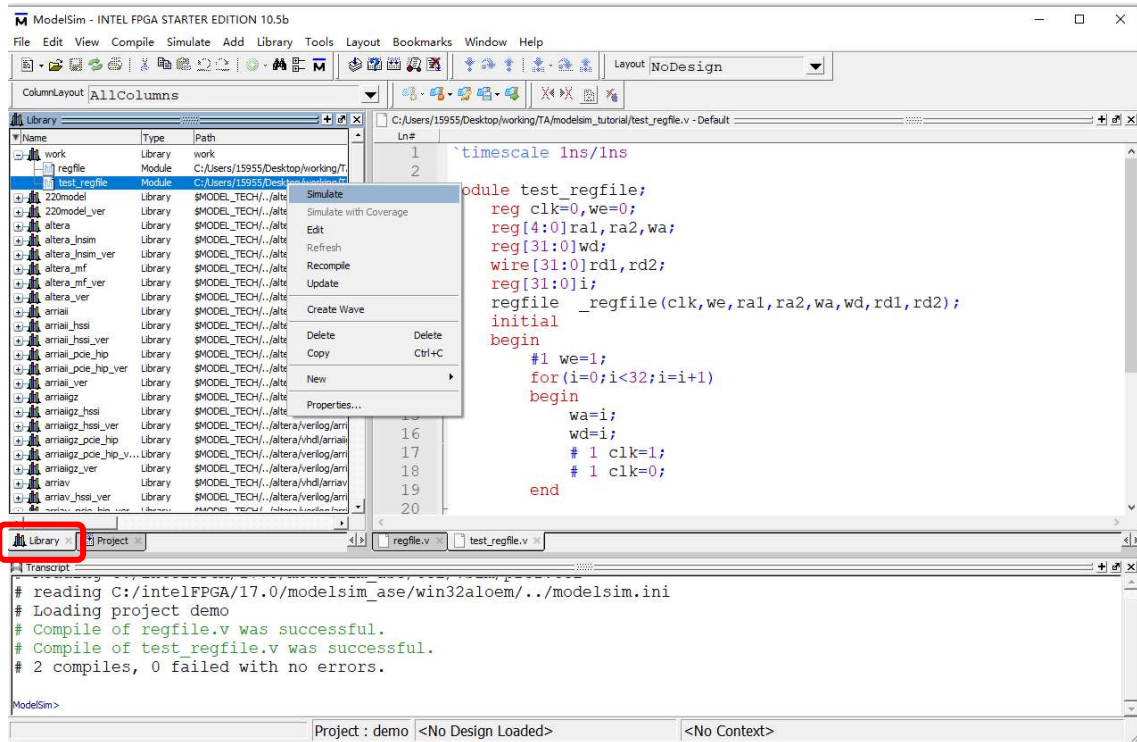 ModelSim - INTEL FPGA STARTER EDITION 10.5b
File Edit View Compile Simulate Add Library Tools Layout Bookmarks Window Help
Layout NoDesign
ColumnLayout AllColumns
Library
Name Type Path
work Library work
regfile Module C:/Users/15955/Desktop/working/T
test_regfile Module C:/Users/15955/Desktop/working/T
220model Library $MODEL_TECH/../alte
220model_ver Library $MODEL_TECH/../alte
altera Library $MODEL_TECH/../alte
altera_lnsim Library $MODEL_TECH/../alte
altera_lnsim_ver Library $MODEL_TECH/../alte
altera_mf Library $MODEL_TECH/../alte
altera_mf_ver Library $MODEL_TECH/../alte
altera_ver Library $MODEL_TECH/../alte
arriaii Library $MODEL_TECH/../alte
arriaii_hssi Library $MODEL_TECH/../alte
arriaii_hssi_ver Library $MODEL_TECH/../alte
arriaii_pcie_hip Library $MODEL_TECH/../alte
arriaii_pcie_hip_ver Library $MODEL_TECH/../alte
arriaii_ver Library $MODEL_TECH/../alte
arriaiigz Library $MODEL_TECH/../alte
arriaiigz_hssi Library $MODEL_TECH/../alte
arriaiigz_hssi_ver Library $MODEL_TECH/../altera/verilog/arri
arriaiigz_pcie_hip Library $MODEL_TECH/../altera/vhdl/arriaii
arriaiigz_pcie_hip_v... Library $MODEL_TECH/../altera/verilog/arri
arriaiigz_ver Library $MODEL_TECH/../altera/verilog/arri
arriav Library $MODEL_TECH/../altera/vhdl/arriav
arriav_hssi_ver Library $MODEL_TECH/../altera/verilog/arri
arriav_pcie_hip_ver Library $MODEL_TECH/../altera/verilog/arri
Simulate
Simulate with Coverage
Edit
Refresh
Recompile
Update
Create Wave
Delete Delete
Copy Ctrl+C
New
Properties...
Library Project
C:/Users/15955/Desktop/working/TA/modelsim_tutorial/test_regfile.v - Default
Ln#
1 `timescale 1ns/1ns
2
odule test_regfile;
reg clk=0,we=0;
reg[4:0]ra1,ra2,wa;
reg[31:0]wd;
wire[31:0]rd1,rd2;
reg[31:0]i;
regfile _regfile(clk,we,ra1,ra2,wa,wd,rd1,rd2);
initial
begin
#1 we=1;
for(i=0;i<32;i=i+1)
begin
wa=i;
16 wd=i;
17 # 1 clk=1;
18 # 1 clk=0;
19 end
20
regfile.v test_regfile.v
Transcript
# reading C:/intelFPGA/17.0/modelsim_ase/win32aloem/../modelsim.ini
# Loading project demo
# Compile of regfile.v was successful.
# Compile of test_regfile.v was successful.
# 2 compiles, 0 failed with no errors.
ModelSim>
Project : demo <No Design Loaded> <No Context>